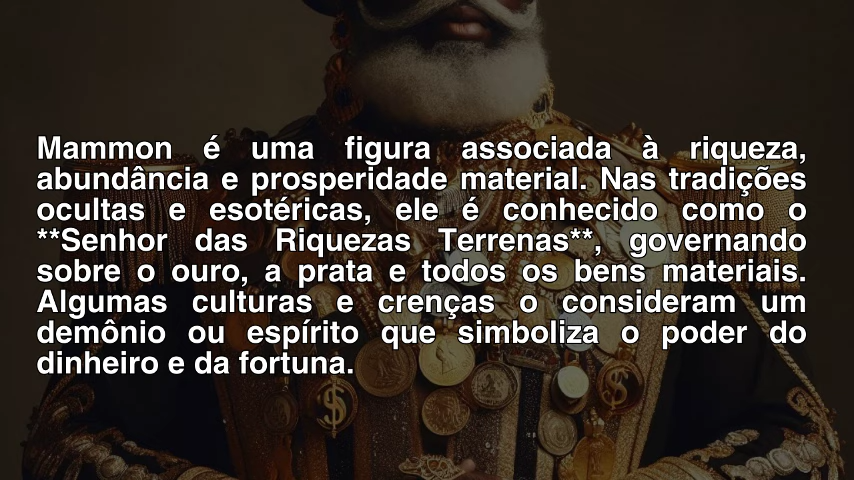 Mammon é uma figura associada à riqueza,
abundância e prosperidade material. Nas tradições
ocultas e esotéricas, ele é conhecido como o
**Senhor das Riquezas Terrenas**, governando
sobre o ouro, a prata e todos os bens materiais.
Algumas culturas e crenças o consideram um
demônio ou espírito que simboliza o poder do
dinheiro e da fortuna.